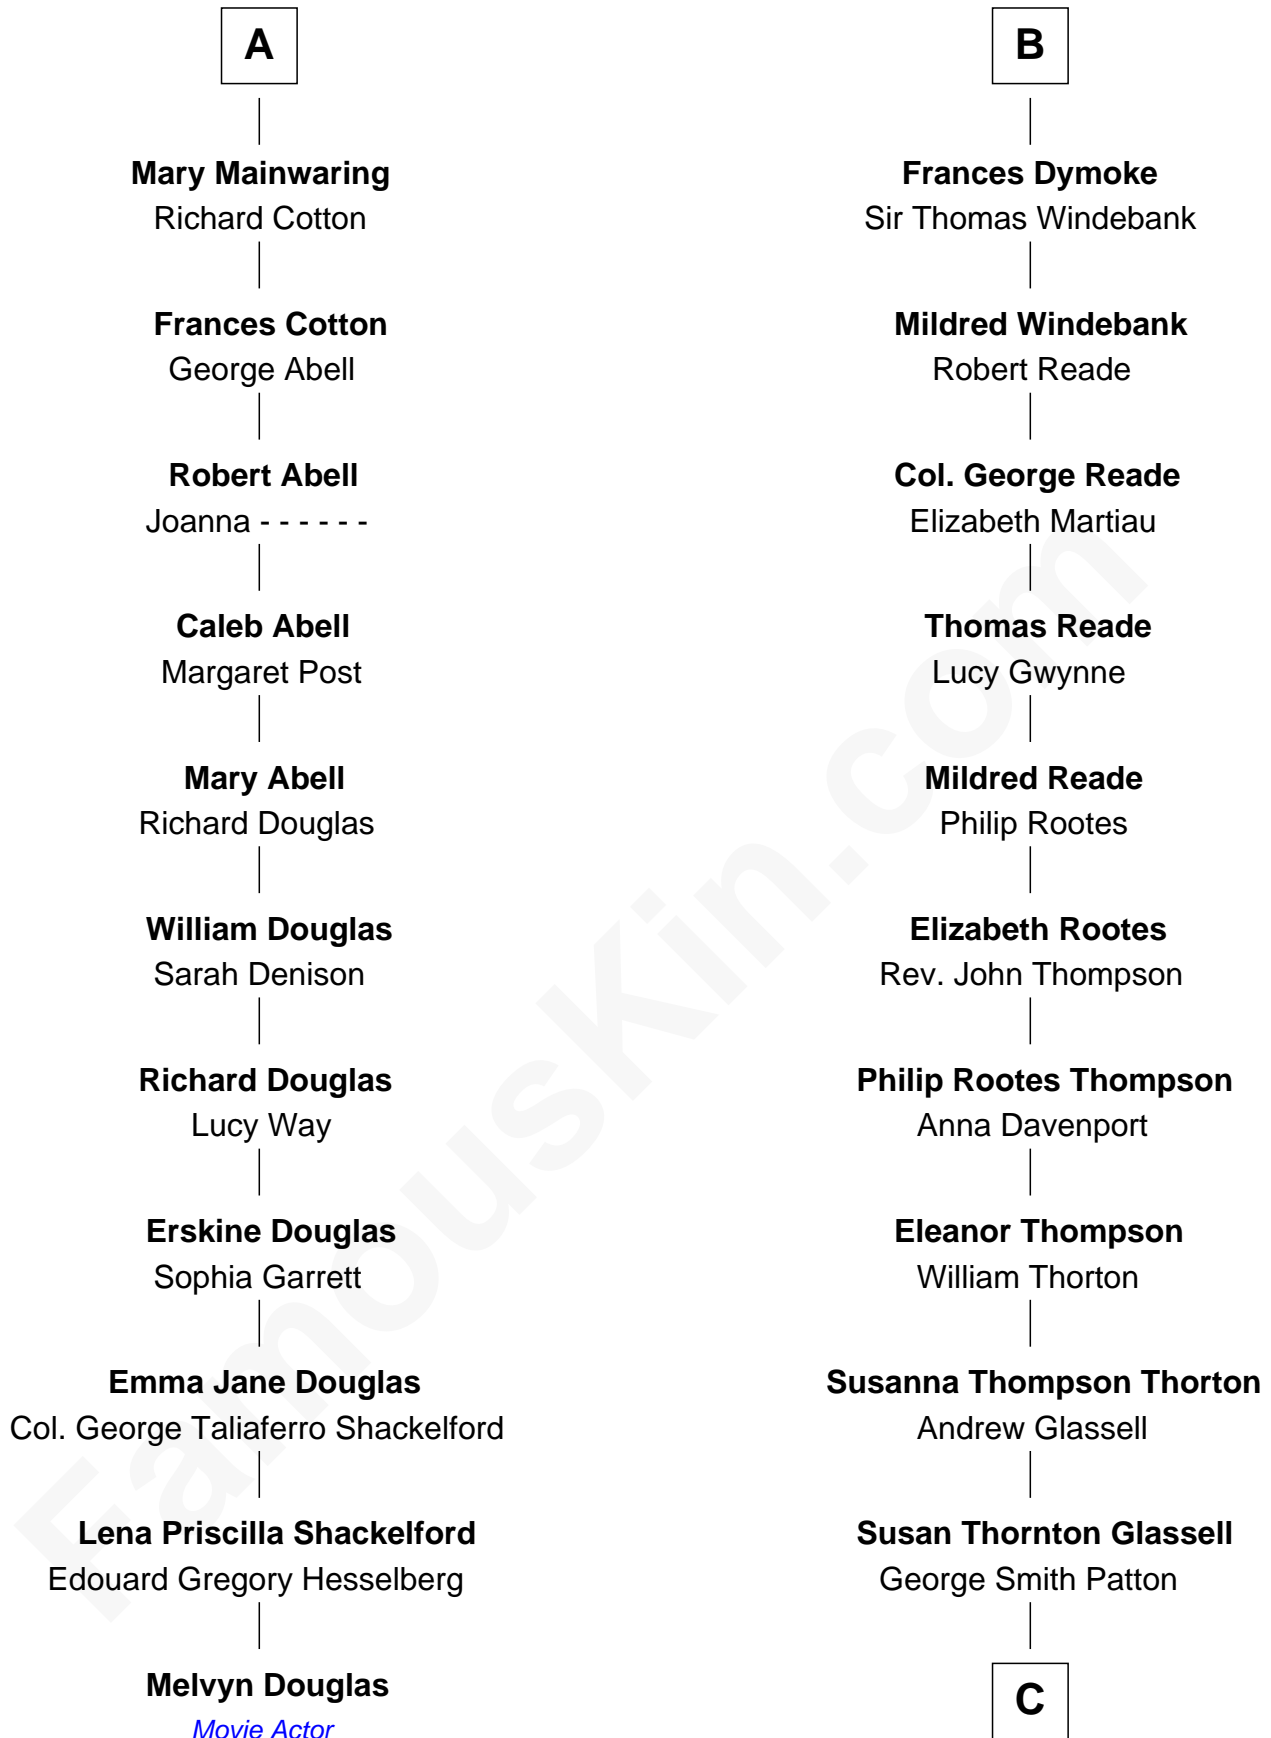 A
Mary Mainwaring
Richard Cotton
Frances Cotton
George Abell
Robert Abell
Joanna - - - - - -
Caleb Abell
Margaret Post
Mary Abell
Richard Douglas
William Douglas
Sarah Denison
Richard Douglas
Lucy Way
Erskine Douglas
Sophia Garrett
Emma Jane Douglas
Col. George Taliaferro Shackelford
Lena Priscilla Shackelford
Edouard Gregory Hesselberg
Melvyn Douglas
Movie Actor
B
Frances Dymoke
Sir Thomas Windebank
Mildred Windebank
Robert Reade
Col. George Reade
Elizabeth Martiau
Thomas Reade
Lucy Gwynne
Mildred Reade
Philip Rootes
Elizabeth Rootes
Rev. John Thompson
Philip Rootes Thompson
Anna Davenport
Eleanor Thompson
William Thorton
Susanna Thompson Thorton
Andrew Glassell
Susan Thornton Glassell
George Smith Patton
C
FamousKin.com